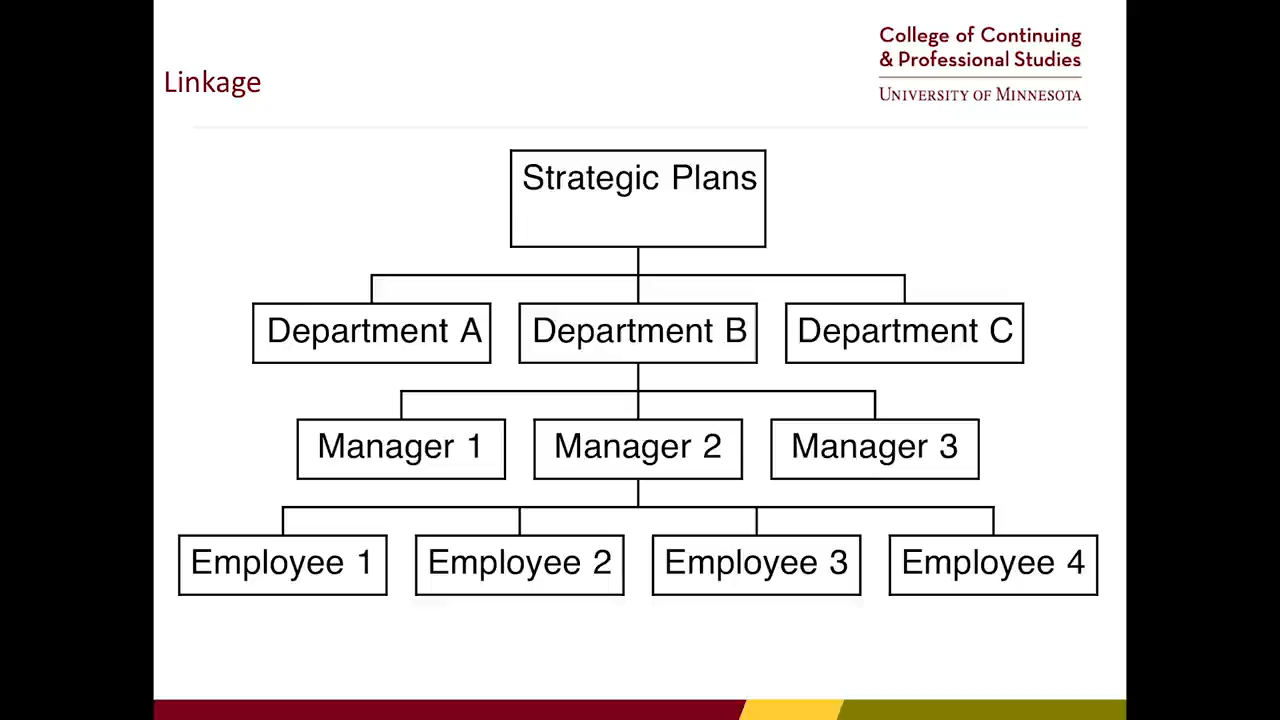 College of Continuing
& Professional Studies
Linkage
UNIVERSITY OF MINNESOTA
Strategic Plans
Department A
Department B
Department C
Manager 1
Manager 2
Manager 3
Employee 1
Employee 2
Employee 3
Employee 4